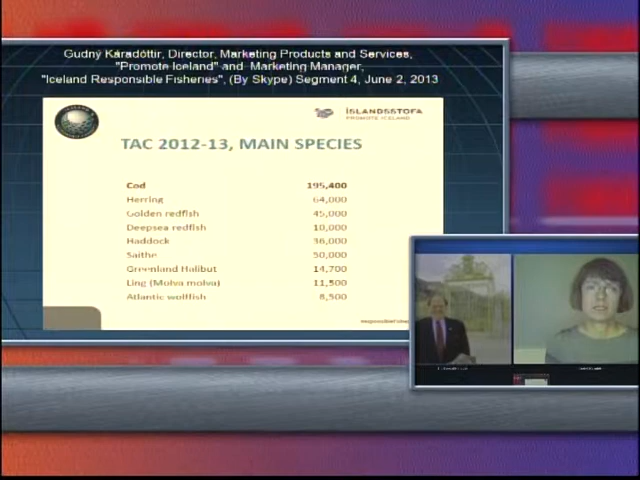 Gudný Káradóttir, Director, Marketing Products and Services,
"Promote Iceland" and Marketing Manager,
"Iceland Responsible Fisheries", (By Skype) Segment 4, June 2, 2013
ÍSLANDSSTOFA
PROMOTE ICELAND
TAC 2012-13, MAIN SPECIES
Cod 195,400
Herring 64,000
Golden redfish 45,000
Deepsea redfish 10,000
Haddock 36,000
Saithe 50,000
Greenland Halibut 14,700
Ling (Molva molva) 11,500
Atlantic wolffish 8,500